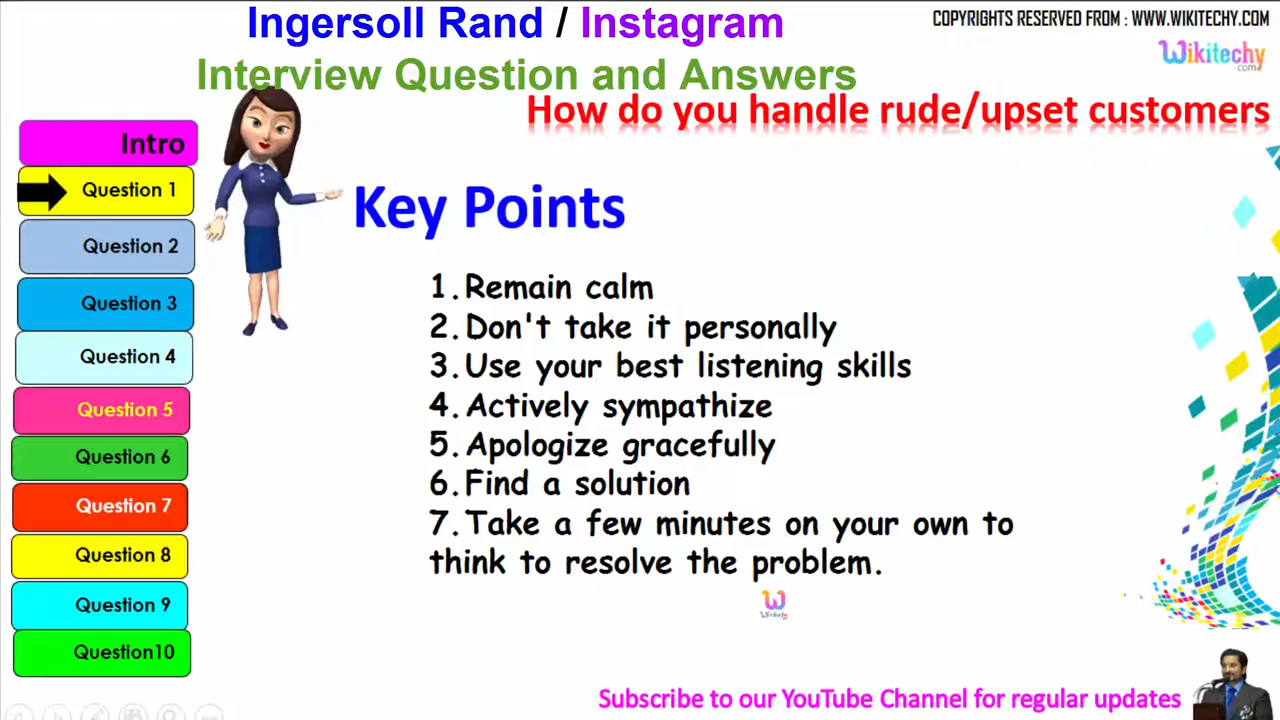 Ingersoll Rand / Instagram
COPYRIGHTS RESERVED FROM : WWW.WIKITECHY.COM
Wikitechy
.com
Interview Question and Answers
How do you handle rude/upset customers
Intro
Question 1
Question 2
Question 3
Question 4
Question 5
Question 6
Question 7
Question 8
Question 9
Question10
Key Points
1.Remain calm
2.Don't take it personally
3.Use your best listening skills
4.Actively sympathize
5.Apologize gracefully
6.Find a solution
7.Take a few minutes on your own to
think to resolve the problem.
W
Wikitechy
Subscribe to our YouTube Channel for regular updates